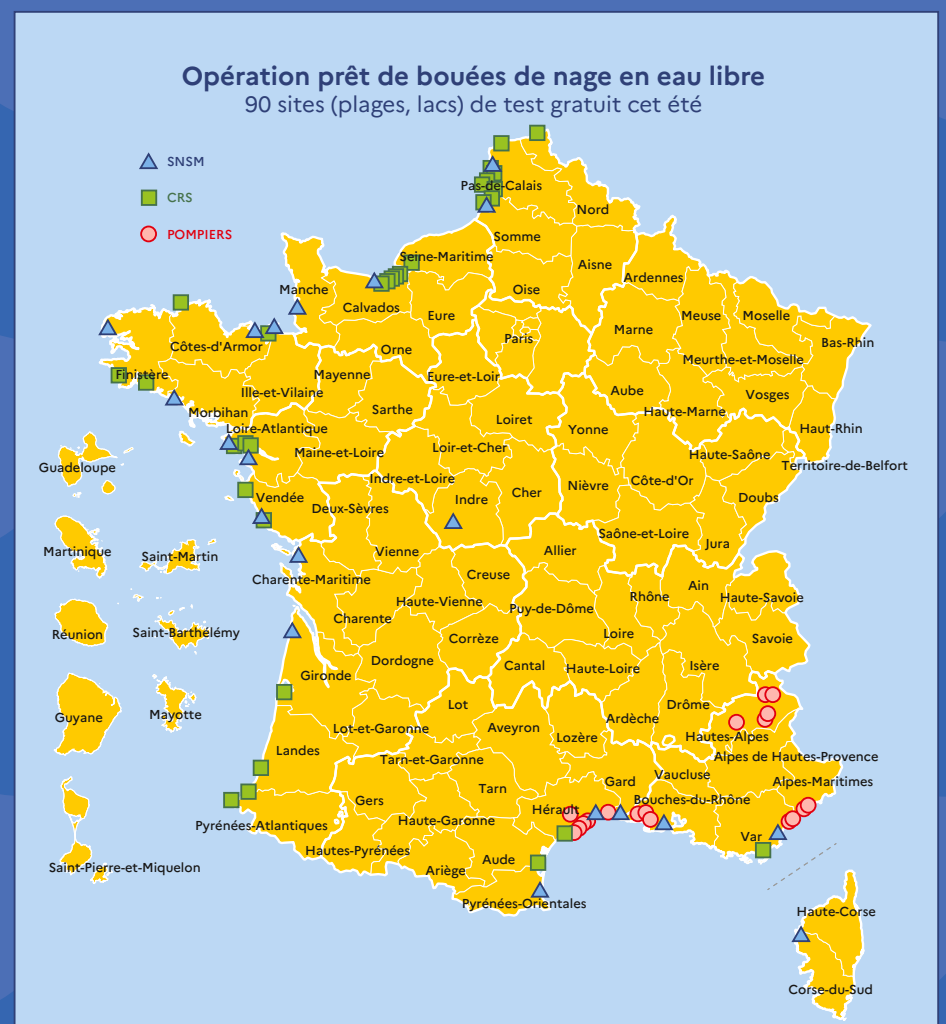 Opération prêt de bouées de nage en eau libre
90 sites (plages, lacs) de test gratuit cet été
SNSM
CRS
POMPIERS
Pas-de-Calais
Nord
Somme
Seine-Maritime
Aisne
Ardennes
Manche
Oise
Calvados
Eure
Meuse
Moselle
Marne
Paris
Bas-Rhin
Côtes-d'Armor
Orne
Meurthe-et-Moselle
Finistère
Mayenne
Eure-et-Loir
Ille-et-Vilaine
Aube
Vosges
Morbihan
Sarthe
Haute-Marne
Loiret
Loire-Atlantique
Yonne
Haut-Rhin
Maine-et-Loire
Loir-et-Cher
Haute-Saône
Guadeloupe
Territoire-de-Belfort
Indre-et-Loire
Côte-d'Or
Nièvre
Cher
Indre
Vendée
Doubs
Deux-Sèvres
Saône-et-Loire
Jura
Martinique
Saint-Martin
Vienne
Allier
Charente-Maritime
Creuse
Ain
Rhône
Haute-Savoie
Haute-Vienne
Puy-de-Dôme
Charente
Réunion
Saint-Barthélémy
Loire
Corrèze
Savoie
Dordogne
Cantal
Haute-Loire
Isère
Gironde
Lot
Drôme
Guyane
Mayotte
Ardèche
Lot-et-Garonne
Aveyron
Lozère
Hautes-Alpes
Landes
Tarn-et-Garonne
Alpes de Hautes-Provence
Vaucluse
Gard
Alpes-Maritimes
Tarn
Gers
Bouches-du-Rhône
Hérault
Haute-Garonne
Pyrénées-Atlantiques
Var
Hautes-Pyrénées
Aude
Saint-Pierre-et-Miquelon
Ariège
Pyrénées-Orientales
Haute-Corse
Corse-du-Sud